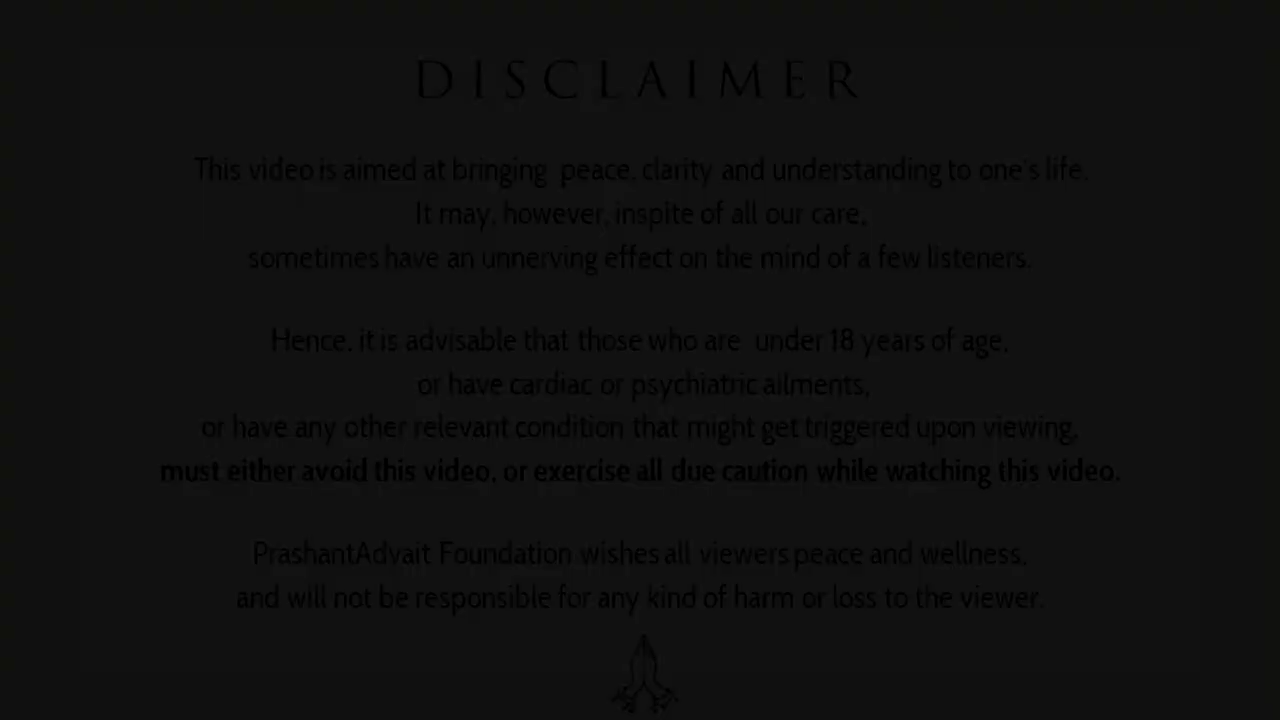 DISCLAIMER
This video is aimed at bringing peace, clarity and understanding to one's life.
It may, however, inspite of all our care,
sometimes have an unnerving effect on the mind of a few listeners.
Hence, it is advisable that those who are under 18 years of age,
or have cardiac or psychiatric ailments,
or have any other relevant condition that might get triggered upon viewing,
must either avoid this video, or exercise all due caution while watching this video.
PrashantAdvait Foundation wishes all viewers peace and wellness,
and will not be responsible for any kind of harm or loss to the viewer.